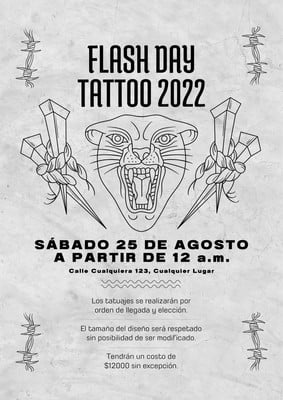 FLASH DAY
TATTOO 2022
SÁBADO 25 DE AGOSTO
A PARTIR DE 12 a.m.
Calle Cualquiera 123, Cualquier Lugar
Los tatuajes se realizarán por
orden de llegada y elección.
El tamaño del diseño será respetado
sin posibilidad de ser modificado.
Tendrán un costo de
$12000 sin excepción.